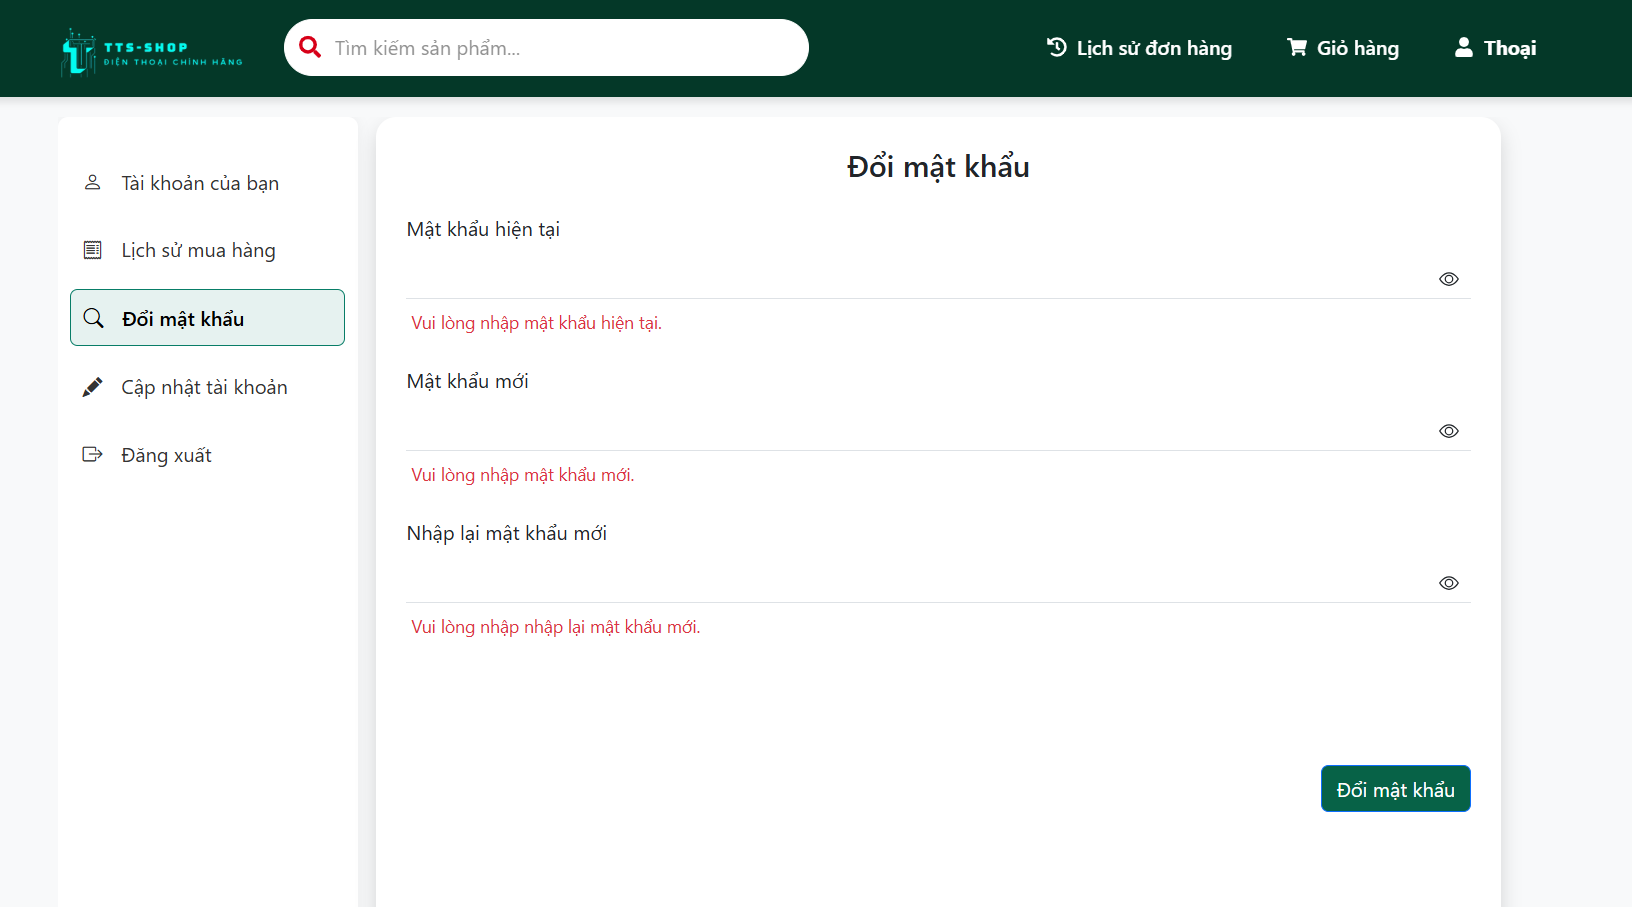 TTS-SHOP
ĐIỆN THOẠI CHÍNH HÃNG
Tìm kiếm sản phẩm...
Lịch sử đơn hàng
Giỏ hàng
Thoại
Tài khoản của bạn
Lịch sử mua hàng
Đổi mật khẩu
Cập nhật tài khoản
Đăng xuất
Đổi mật khẩu
Mật khẩu hiện tại
Vui lòng nhập mật khẩu hiện tại.
Mật khẩu mới
Vui lòng nhập mật khẩu mới.
Nhập lại mật khẩu mới
Vui lòng nhập nhập lại mật khẩu mới.
Đổi mật khẩu